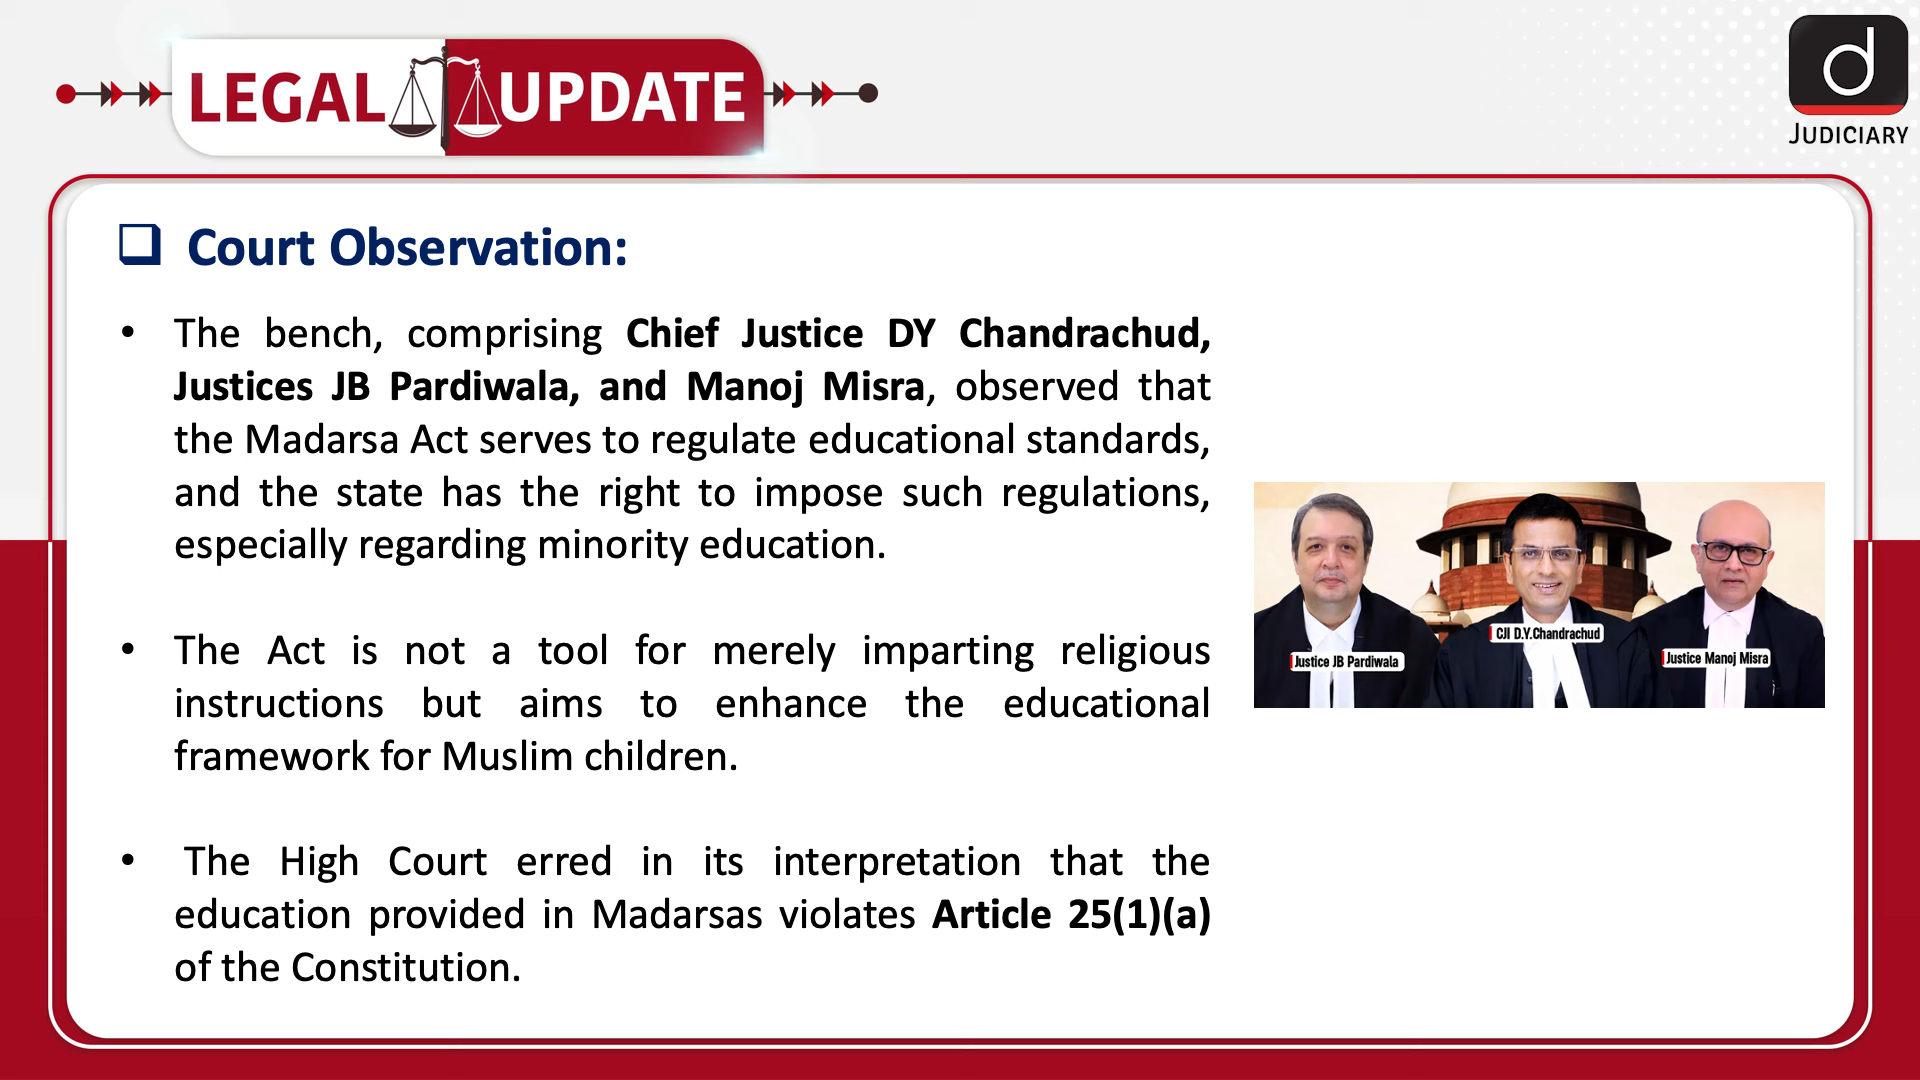 LEGAL UPDATE
d
JUDICIARY
❑ Court Observation:
• The bench, comprising Chief Justice DY Chandrachud,
Justices JB Pardiwala, and Manoj Misra, observed that
the Madarsa Act serves to regulate educational standards,
and the state has the right to impose such regulations,
especially regarding minority education.
• The Act is not a tool for merely imparting religious
instructions but aims to enhance the educational
framework for Muslim children.
• The High Court erred in its interpretation that the
education provided in Madarsas violates Article 25(1)(a)
of the Constitution.
Justice JB Pardiwala
CJI D.Y.Chandrachud
Justice Manoj Misra